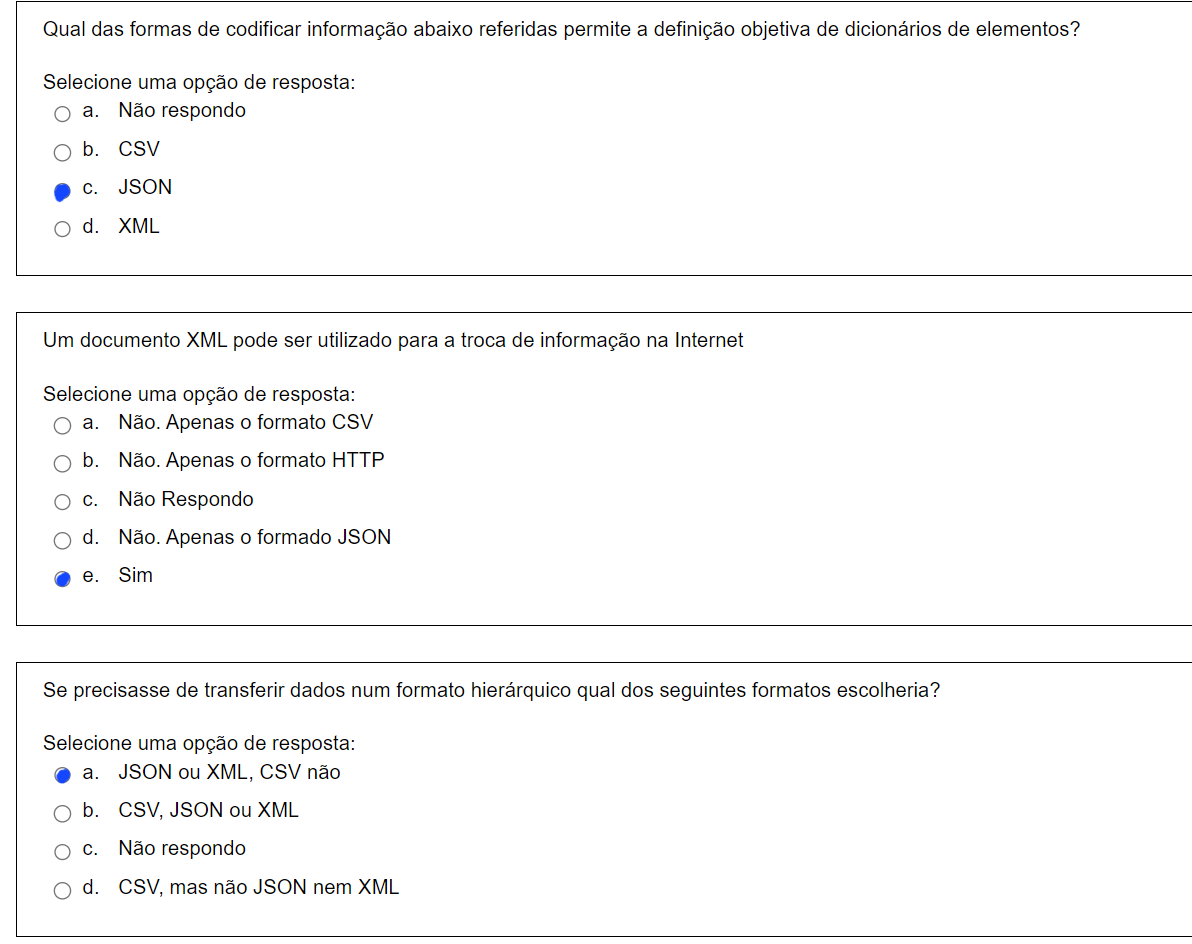 Qual das formas de codificar informação abaixo referidas permite a definição objetiva de dicionários de elementos?
Selecione uma opção de resposta:
a. Não respondo
b. CSV
c. JSON
d. XML
Um documento XML pode ser utilizado para a troca de informação na Internet
Selecione uma opção de resposta:
a. Não. Apenas o formato CSV
b. Não. Apenas o formato HTTP
c. Não Respondo
d. Não. Apenas o formado JSON
e. Sim
Se precisasse de transferir dados num formato hierárquico qual dos seguintes formatos escolheria?
Selecione uma opção de resposta:
a. JSON ou XML, CSV não
b. CSV, JSON ou XML
c. Não respondo
d. CSV, mas não JSON nem XML